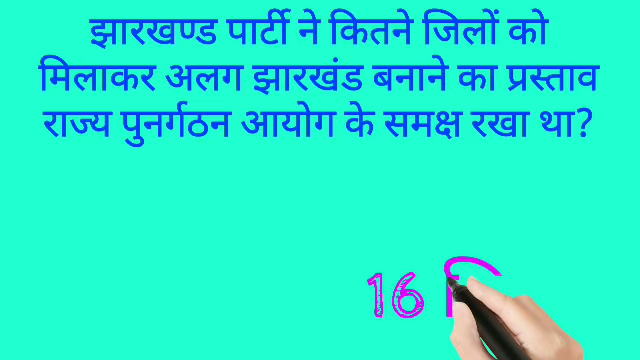 झारखण्ड पार्टी ने कितने जिलों को
मिलाकर अलग झारखंड बनाने का प्रस्ताव
राज्य पुनर्गठन आयोग के समक्ष रखा था?
16